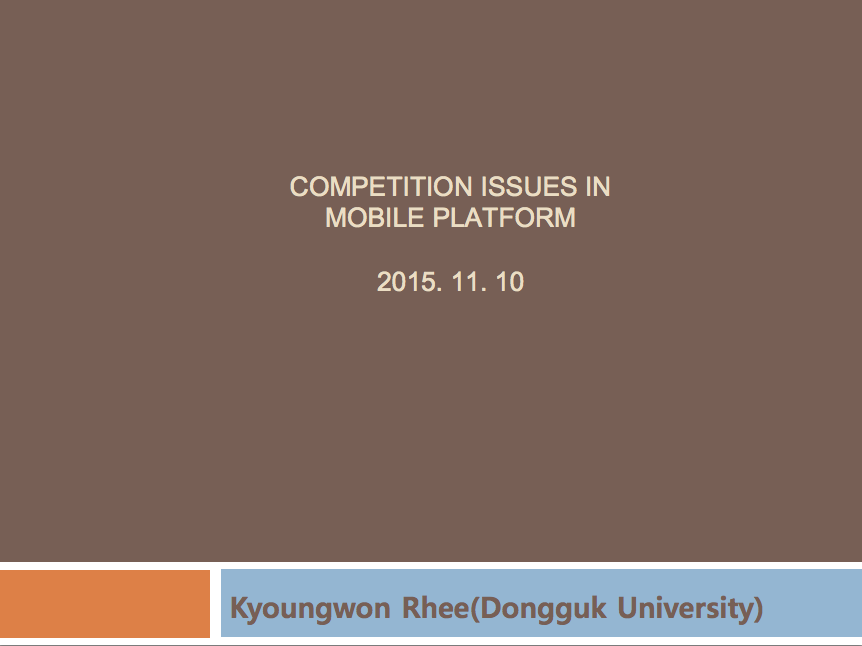 COMPETITION ISSUES IN
MOBILE PLATFORM
2015. 11. 10
Kyoungwon Rhee(Dongguk University)